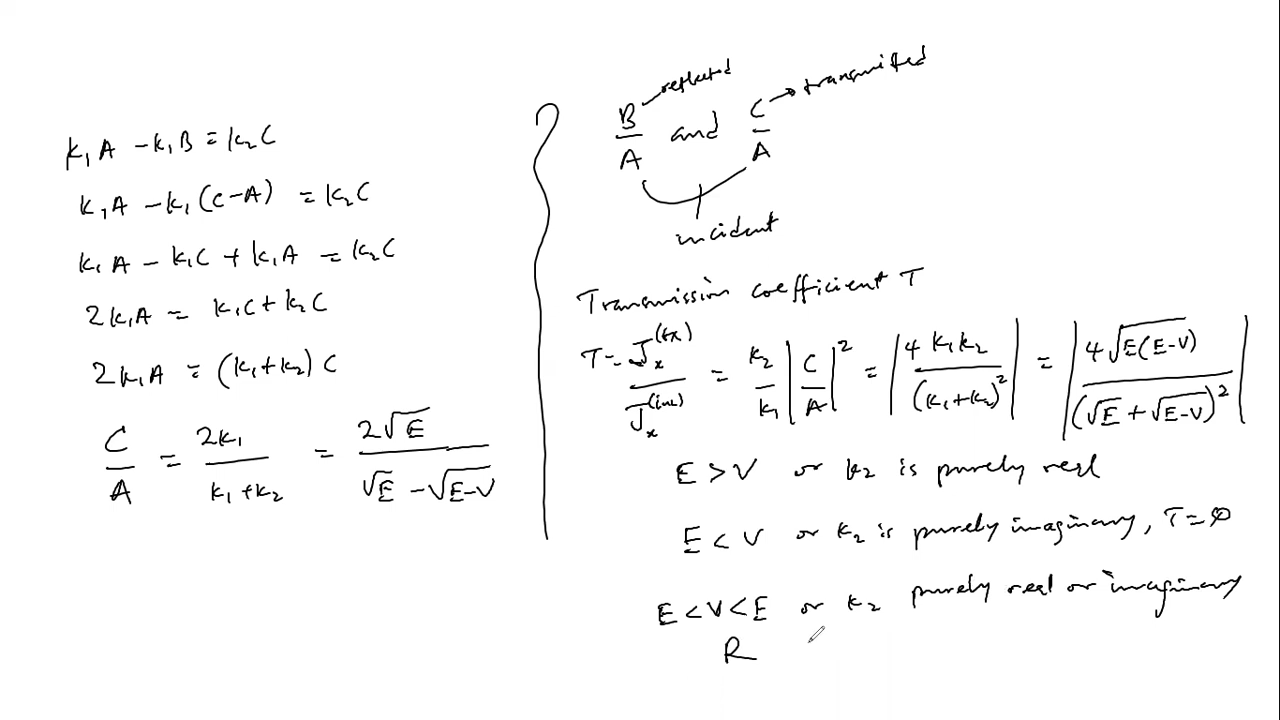 k₁A − k₁B = k₂C
k₁A − k₁(C−A) = k₂C
k₁A − k₁C + k₁A = k₂C
2k₁A = k₁C + k₂C
2k₁A = (k₁+k₂) C
C/A = 2k₁/(k₁+k₂) = 2√E/(√E − √(E−V))
B/A → reflected and C/A → transmitted
incident
Transmission coefficient T
T = Jₓ^(tx)/Jₓ^(inc) = k₂/k₁ |C/A|² = |4k₁k₂/(k₁+k₂)²| = |4√(E(E−V))/(√E + √(E−V))²|
E > V or k₂ is purely real
E < V or k₂ is purely imaginary, T = 0
E < V < E or k₂ purely real or imaginary
R